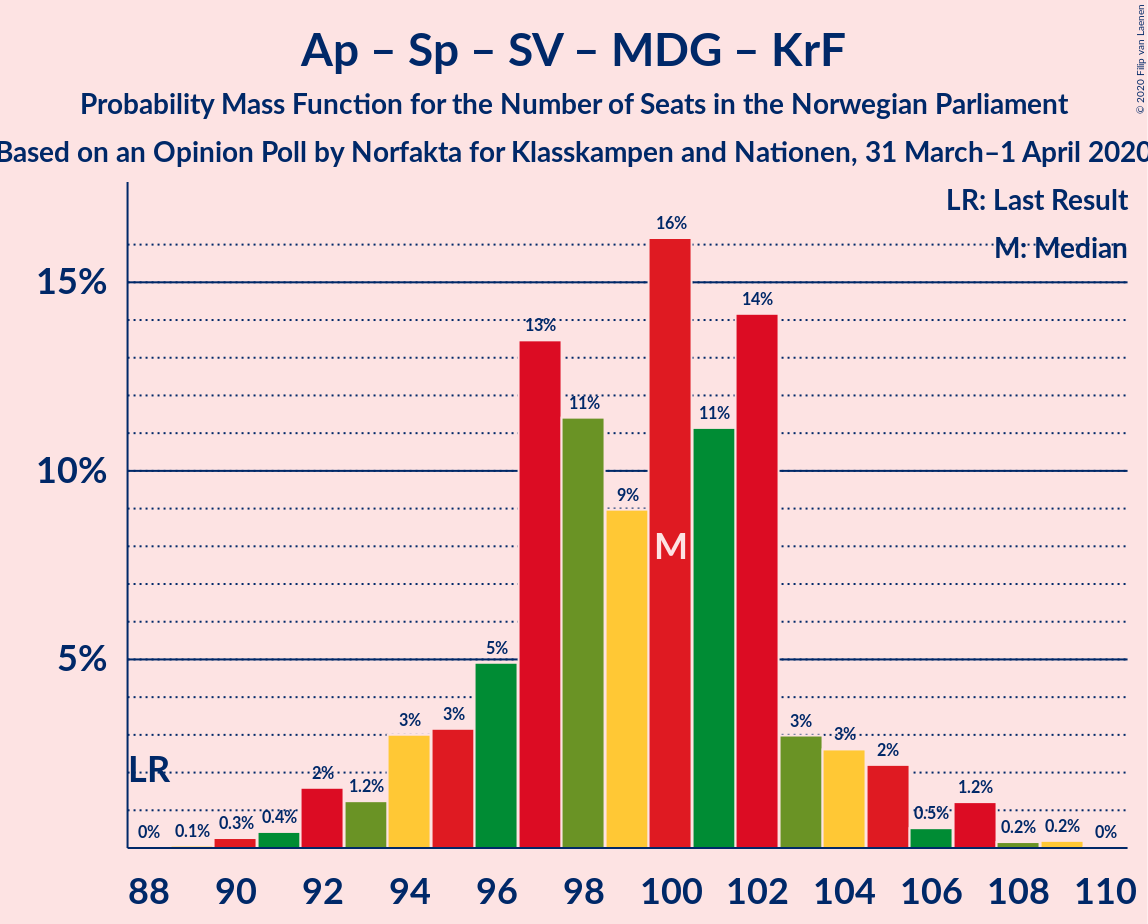 Ap – Sp – SV – MDG – KrF
Probability Mass Function for the Number of Seats in the Norwegian Parliament
Based on an Opinion Poll by Norfakta for Klasskampen and Nationen, 31 March–1 April 2020
© 2020 Filip van Laenen
LR: Last Result
M: Median
15%
10%
5%
0%
0.1%
0.3%
0.4%
2%
1.2%
3%
3%
5%
13%
11%
9%
16%
11%
14%
3%
3%
2%
0.5%
1.2%
0.2%
0.2%
0%
LR
M
88 90 92 94 96 98 100 102 104 106 108 110